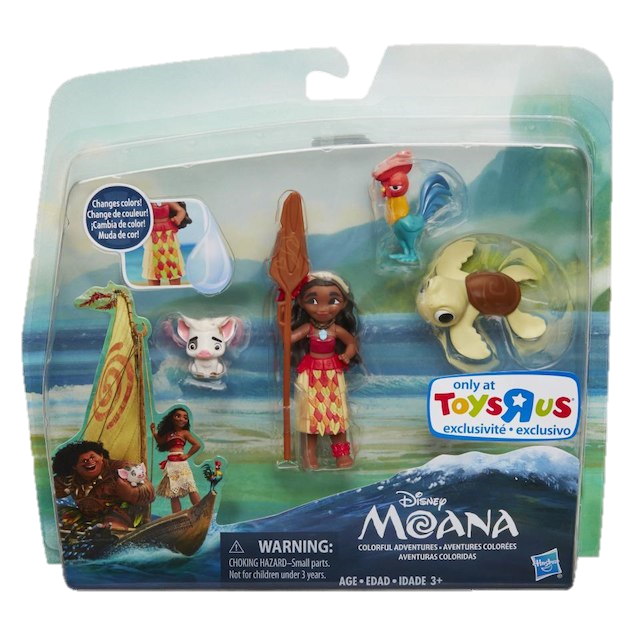 Changes colors!
Change de couleur!
¡Cambia de color!
Muda de cor!
only at
ToysRus
exclusivité • exclusivo
Disney
MOANA
COLORFUL ADVENTURES • AVENTURES COLORÉES
AVENTURAS COLORIDAS
WARNING:
CHOKING HAZARD–Small parts.
Not for children under 3 years.
AGE • EDAD • IDADE 3+
Hasbro